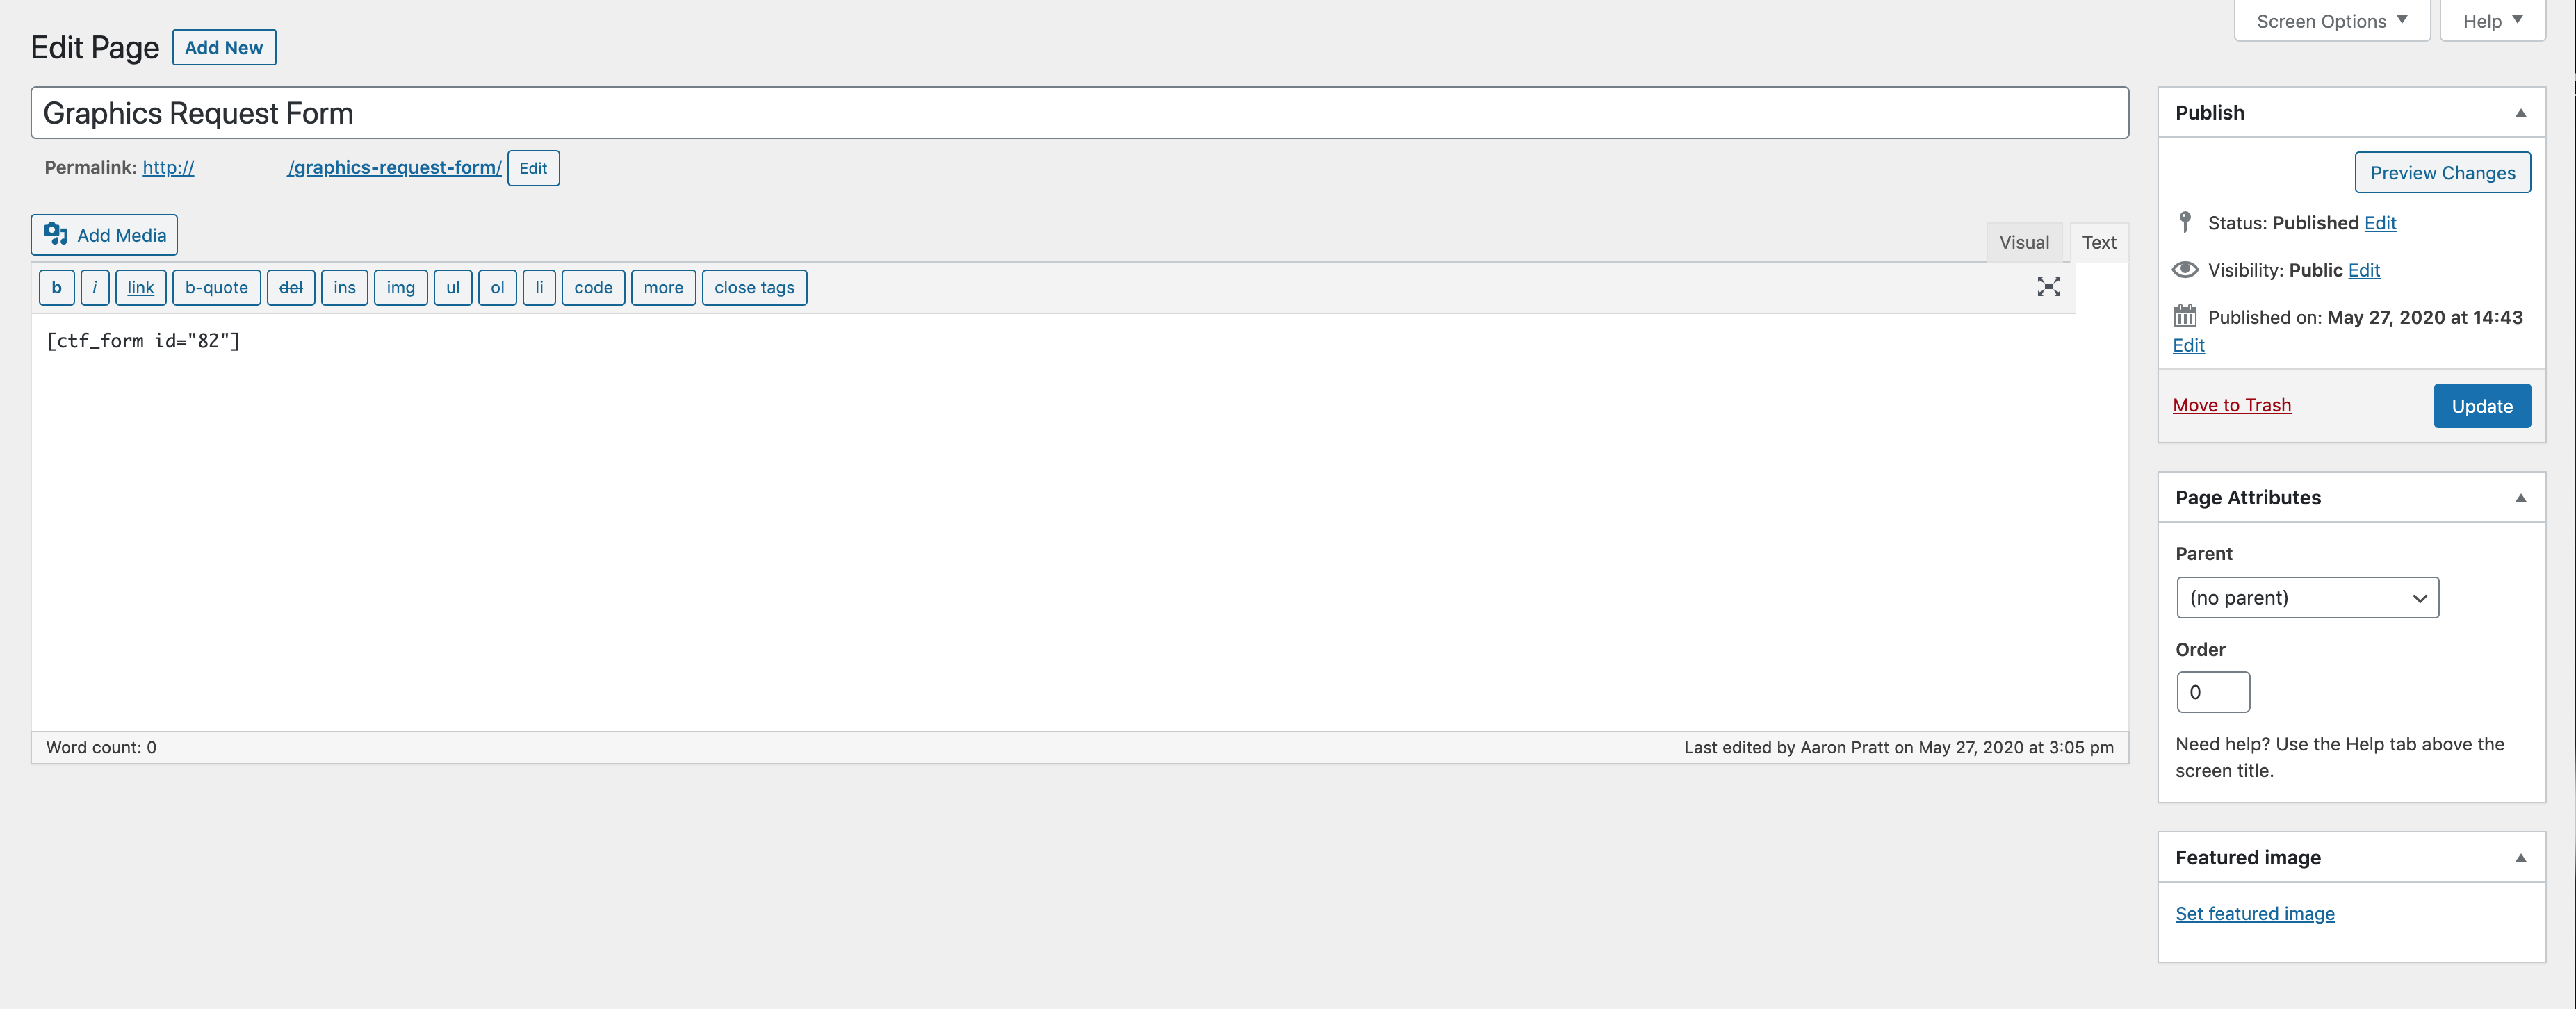 Screen Options
Help
Edit Page
Add New
Graphics Request Form
Permalink: http:// /graphics-request-form/ Edit
Add Media
Visual
Text
b i link b-quote del ins img ul ol li code more close tags
[ctf_form id="82"]
Word count: 0
Last edited by Aaron Pratt on May 27, 2020 at 3:05 pm
Publish
Preview Changes
Status: Published Edit
Visibility: Public Edit
Published on: May 27, 2020 at 14:43
Edit
Move to Trash
Update
Page Attributes
Parent
(no parent)
Order
0
Need help? Use the Help tab above the
screen title.
Featured image
Set featured image